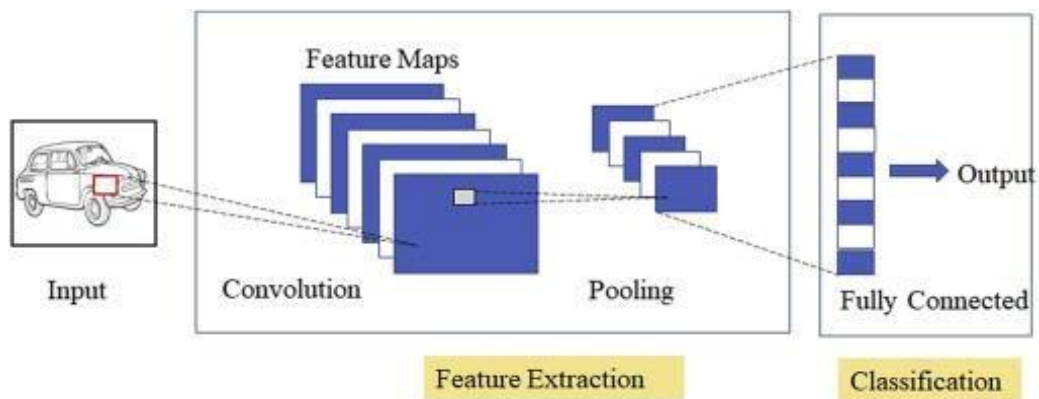 Feature Maps
Input
Convolution
Pooling
Fully Connected
Output
Feature Extraction
Classification